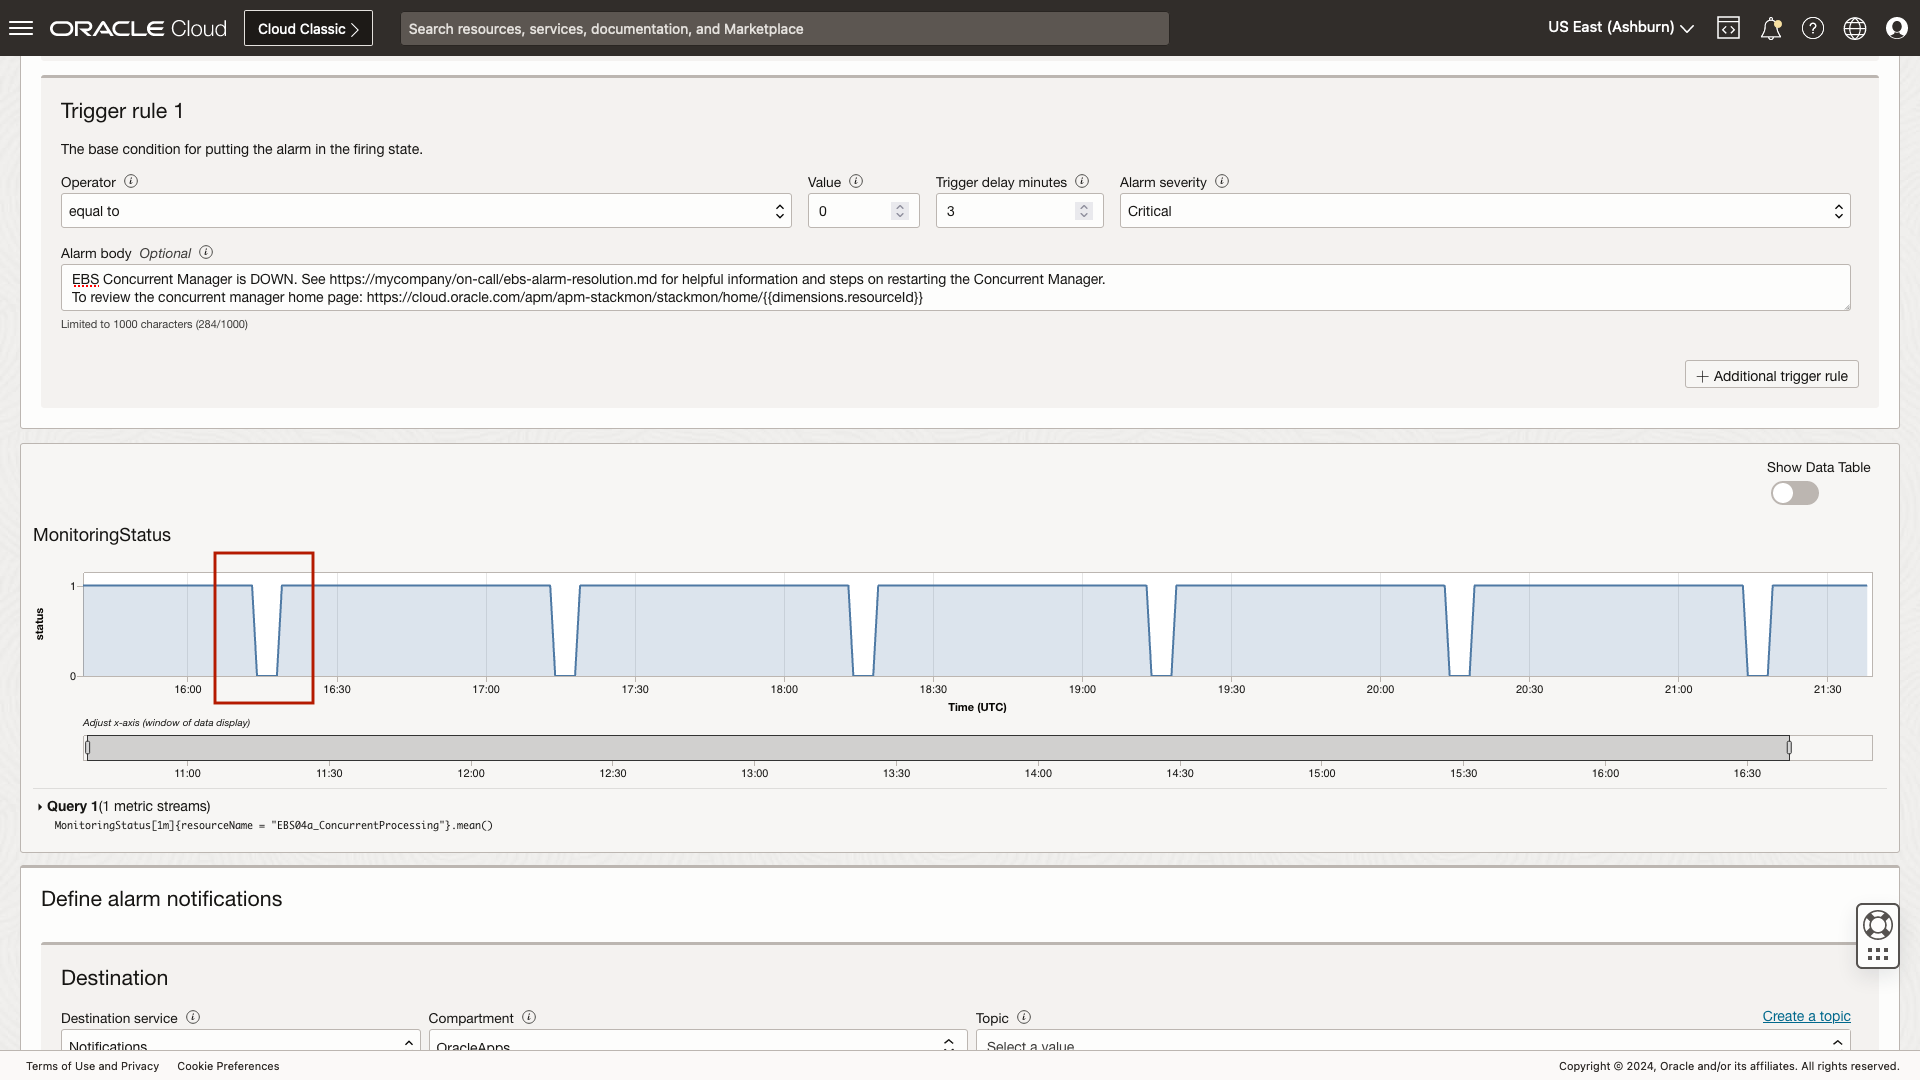 ORACLE Cloud
Cloud Classic
Search resources, services, documentation, and Marketplace
US East (Ashburn)
Trigger rule 1
The base condition for putting the alarm in the firing state.
Operator
Value
Trigger delay minutes
Alarm severity
equal to
0
3
Critical
Alarm body Optional
EBS Concurrent Manager is DOWN. See https://mycompany/on-call/ebs-alarm-resolution.md for helpful information and steps on restarting the Concurrent Manager.
To review the concurrent manager home page: https://cloud.oracle.com/apm/apm-stackmon/stackmon/home/{{dimensions.resourceId}}
Limited to 1000 characters (284/1000)
+ Additional trigger rule
Show Data Table
MonitoringStatus
status
1
0
16:00 16:30 17:00 17:30 18:00 18:30 19:00 19:30 20:00 20:30 21:00 21:30
Time (UTC)
Adjust x-axis (window of data display)
11:00 11:30 12:00 12:30 13:00 13:30 14:00 14:30 15:00 15:30 16:00 16:30
Query 1(1 metric streams)
MonitoringStatus[1m]{resourceName = "EBS04a_ConcurrentProcessing"}.mean()
Define alarm notifications
Destination
Destination service
Compartment
Topic
Create a topic
Notifications
OracleApps
Select a value
Terms of Use and Privacy
Cookie Preferences
Copyright © 2024, Oracle and/or its affiliates. All rights reserved.